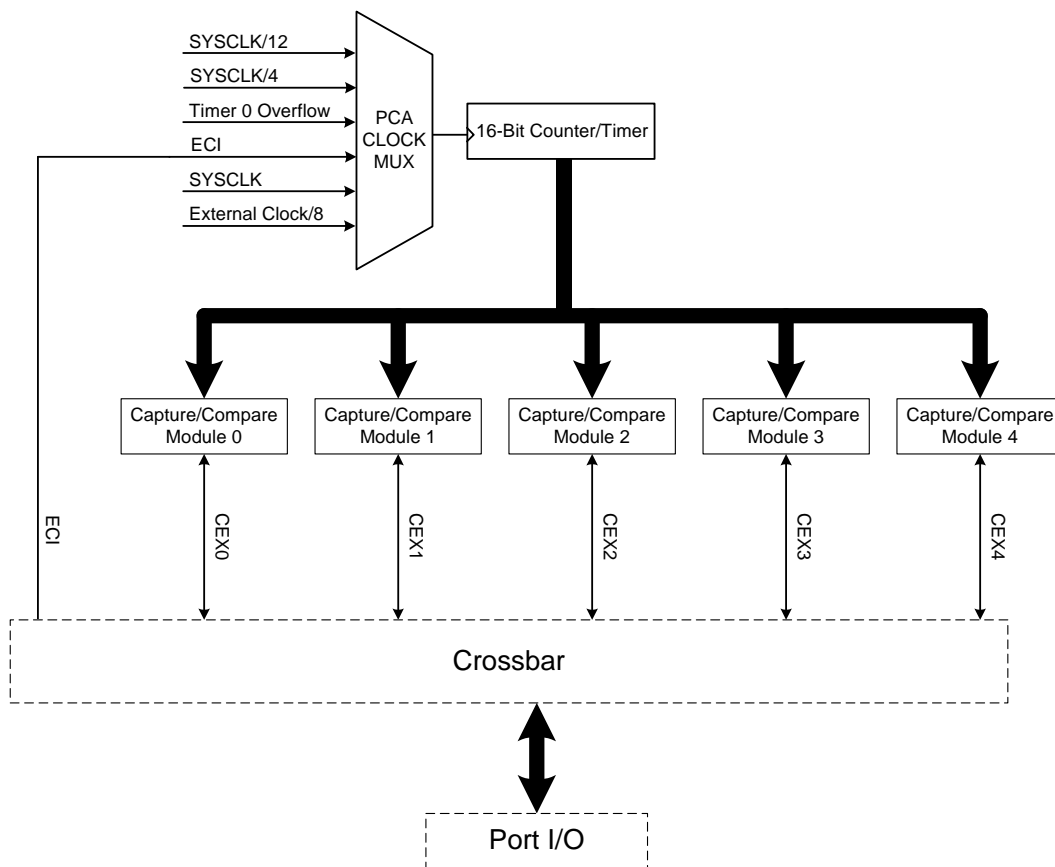 SYSCLK/12
SYSCLK/4
Timer 0 Overflow
ECI
SYSCLK
External Clock/8
PCA
CLOCK
MUX
16-Bit Counter/Timer
Capture/Compare
Module 0
Capture/Compare
Module 1
Capture/Compare
Module 2
Capture/Compare
Module 3
Capture/Compare
Module 4
ECI
CEX0
CEX1
CEX2
CEX3
CEX4
Crossbar
Port I/O